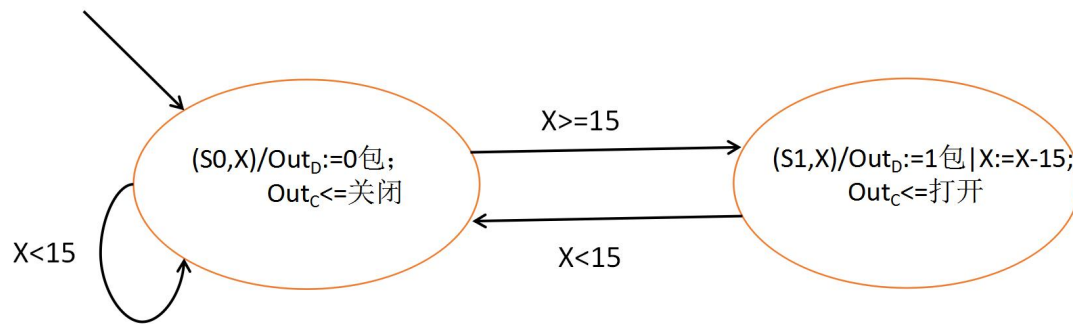 X>=15
(S0,X)/OutD:=0包；
OutC<=关闭
(S1,X)/OutD:=1包|X:=X-15;
OutC<=打开
X<15
X<15